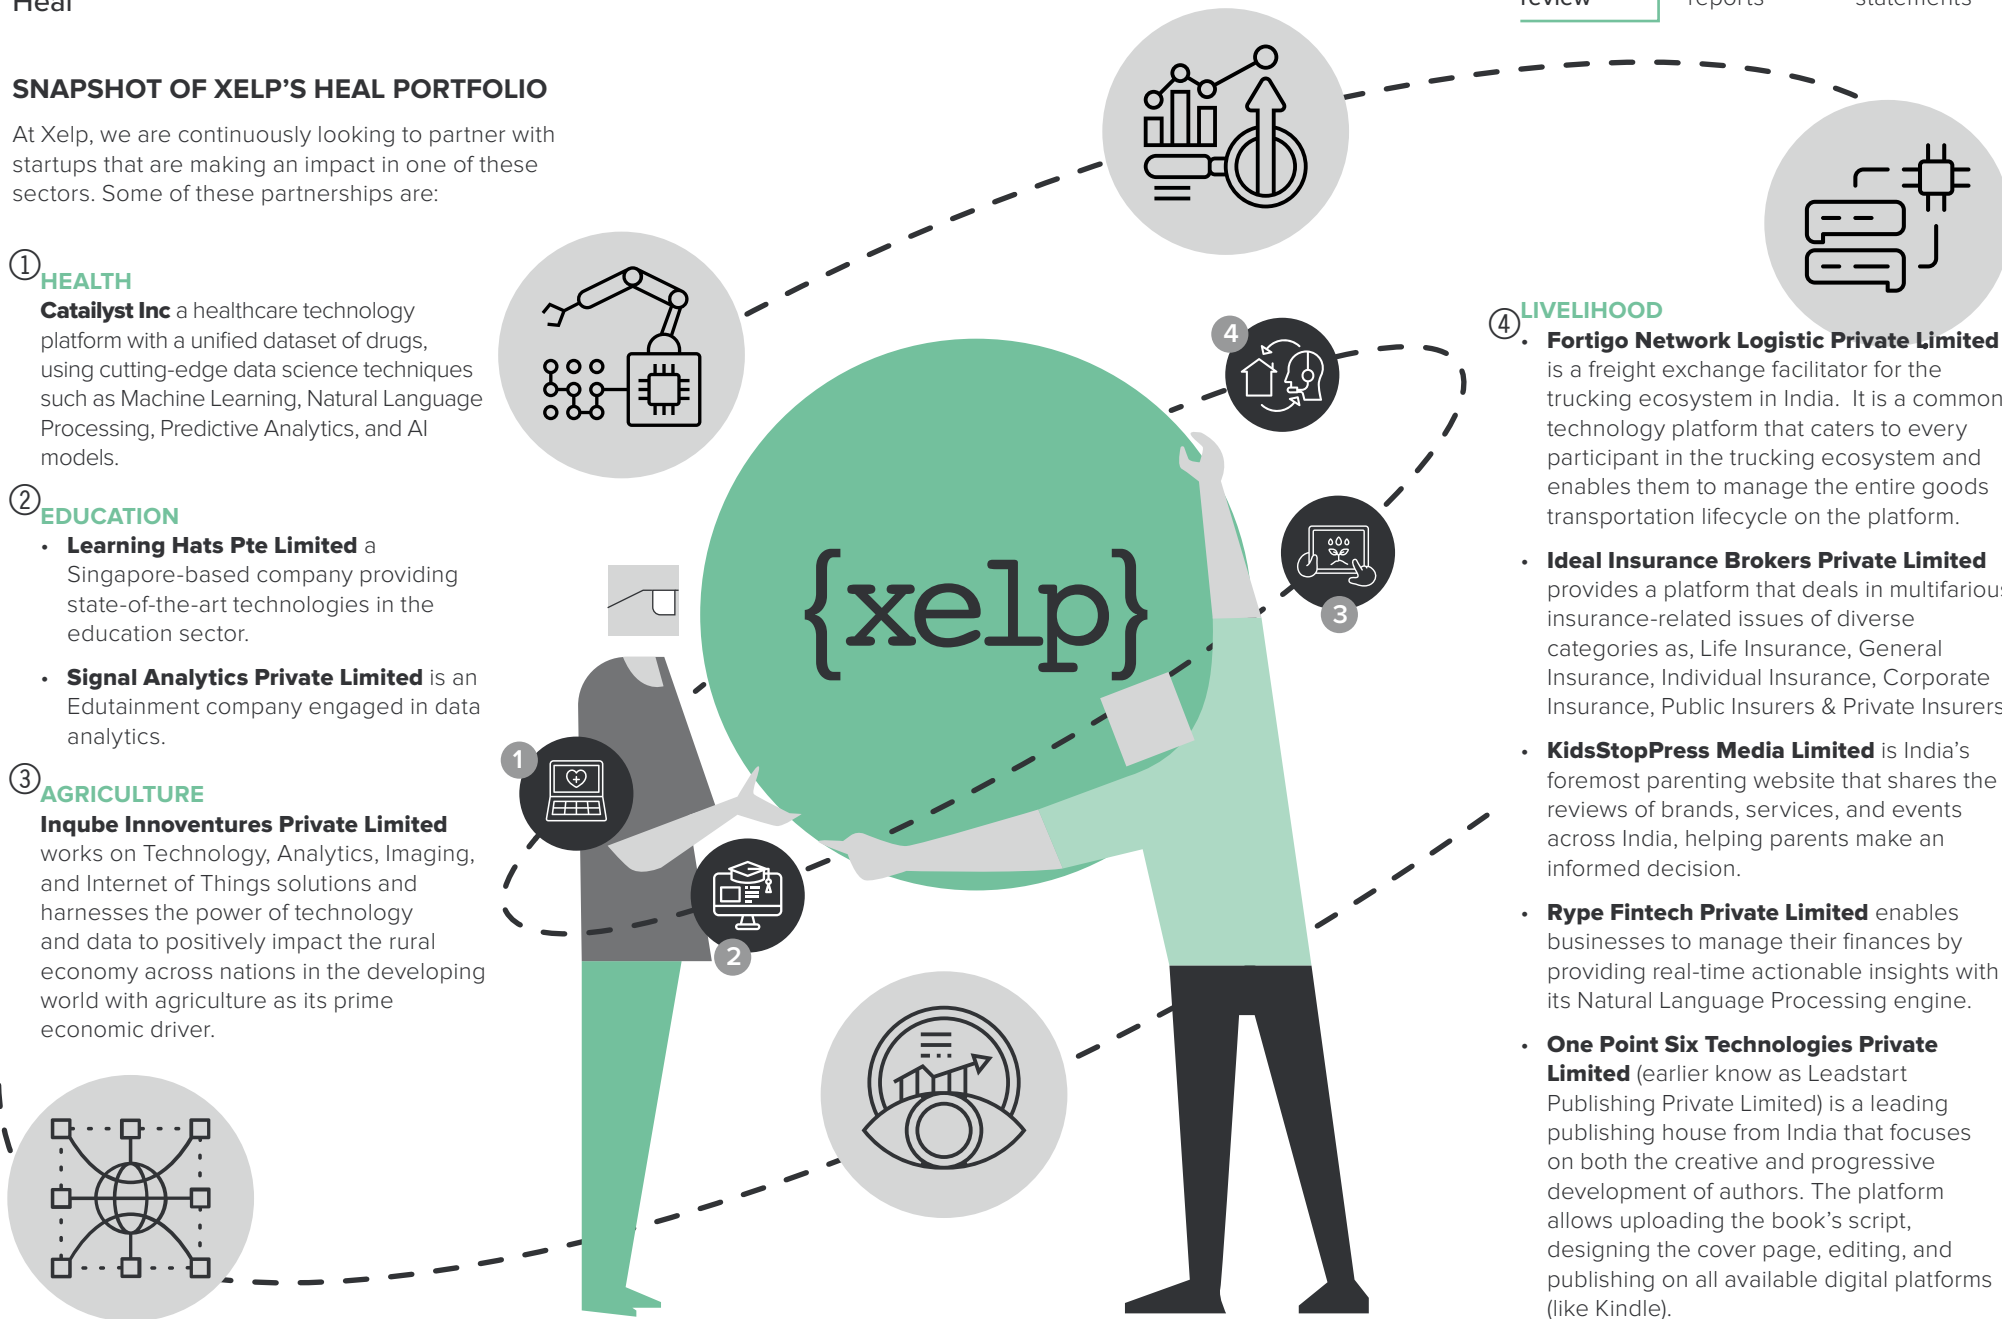 Heal
review
reports
statements
SNAPSHOT OF XELP'S HEAL PORTFOLIO
At Xelp, we are continuously looking to partner with
startups that are making an impact in one of these
sectors. Some of these partnerships are:
①
HEALTH
Catailyst Inc a healthcare technology
platform with a unified dataset of drugs,
using cutting-edge data science techniques
such as Machine Learning, Natural Language
Processing, Predictive Analytics, and AI
models.
②
EDUCATION
• Learning Hats Pte Limited a
Singapore-based company providing
state-of-the-art technologies in the
education sector.
• Signal Analytics Private Limited is an
Edutainment company engaged in data
analytics.
③
AGRICULTURE
Inqube Innoventures Private Limited
works on Technology, Analytics, Imaging,
and Internet of Things solutions and
harnesses the power of technology
and data to positively impact the rural
economy across nations in the developing
world with agriculture as its prime
economic driver.
{xelp}
1
2
3
4
④
LIVELIHOOD
• Fortigo Network Logistic Private Limited
is a freight exchange facilitator for the
trucking ecosystem in India. It is a common
technology platform that caters to every
participant in the trucking ecosystem and
enables them to manage the entire goods
transportation lifecycle on the platform.
• Ideal Insurance Brokers Private Limited
provides a platform that deals in multifarious
insurance-related issues of diverse
categories as, Life Insurance, General
Insurance, Individual Insurance, Corporate
Insurance, Public Insurers & Private Insurers
• KidsStopPress Media Limited is India's
foremost parenting website that shares the
reviews of brands, services, and events
across India, helping parents make an
informed decision.
• Rype Fintech Private Limited enables
businesses to manage their finances by
providing real-time actionable insights with
its Natural Language Processing engine.
• One Point Six Technologies Private
Limited (earlier know as Leadstart
Publishing Private Limited) is a leading
publishing house from India that focuses
on both the creative and progressive
development of authors. The platform
allows uploading the book's script,
designing the cover page, editing, and
publishing on all available digital platforms
(like Kindle).